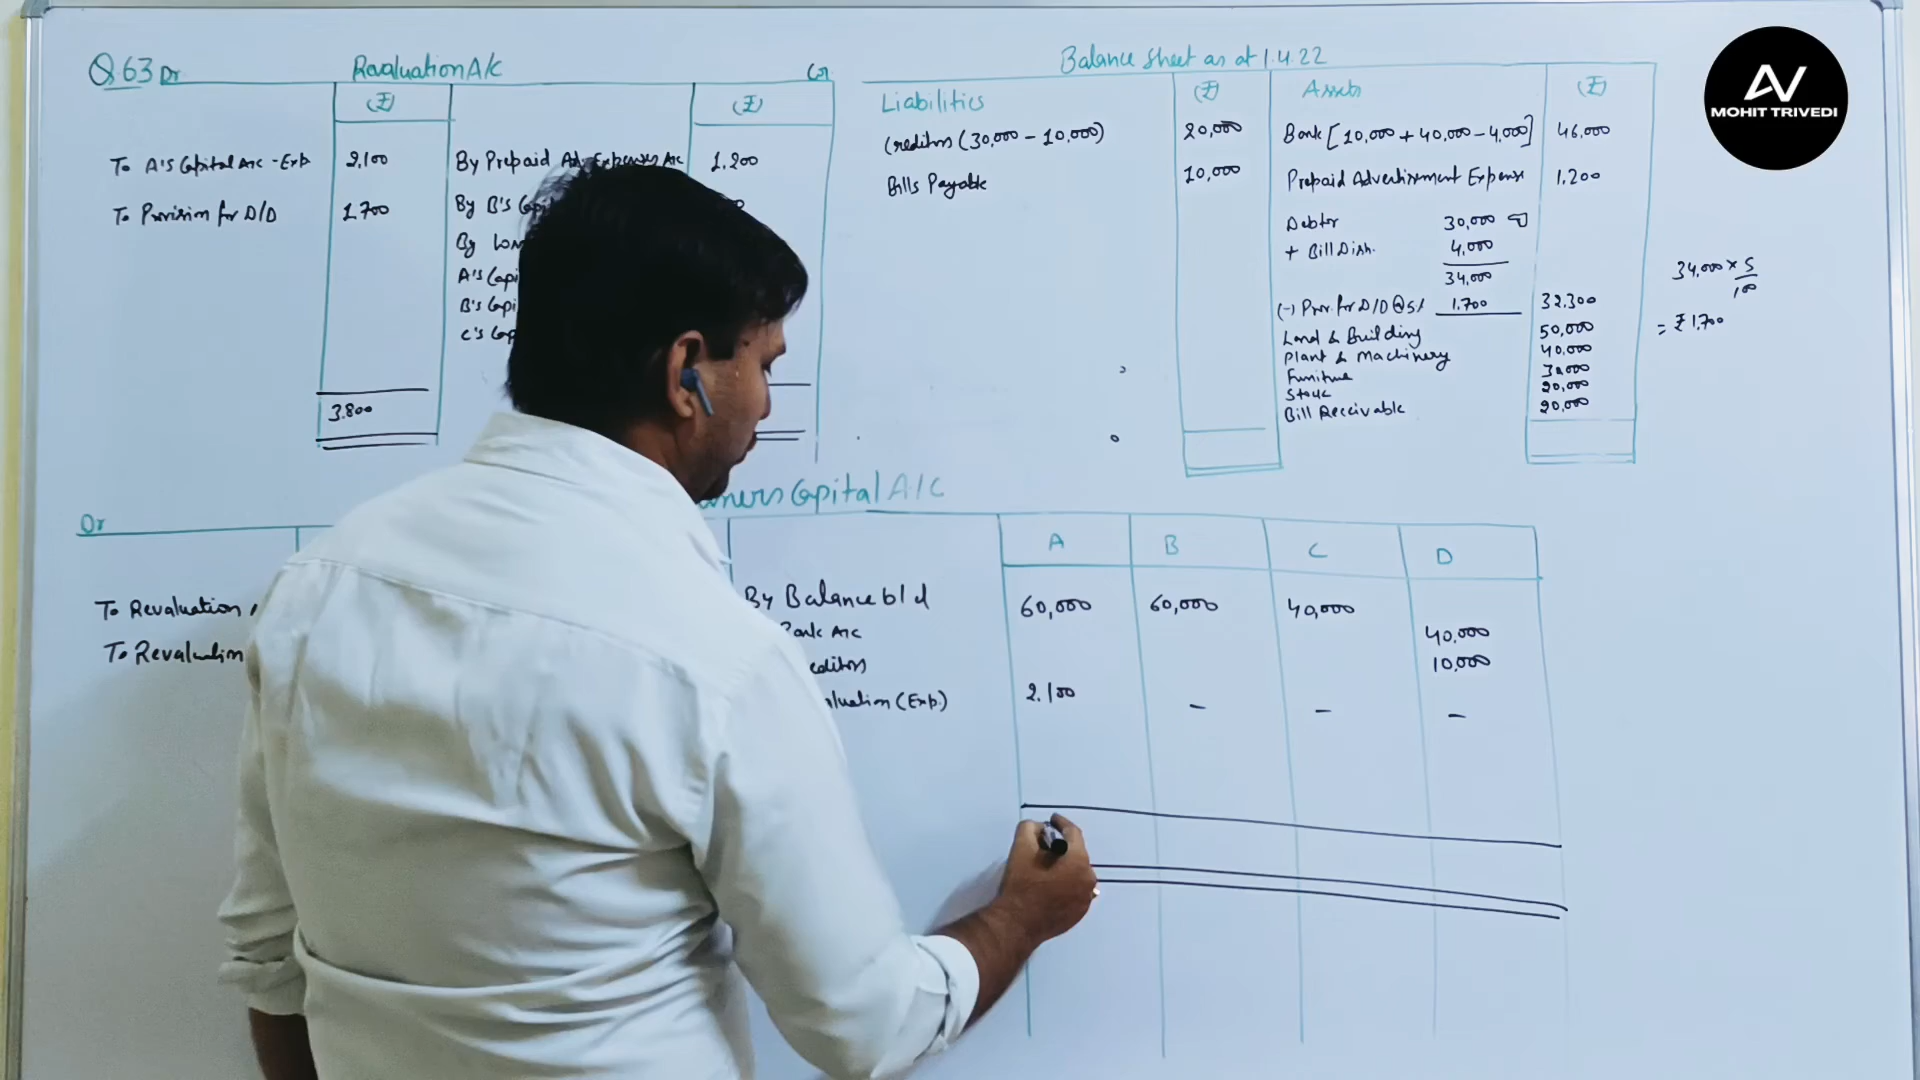 Q.63 Dr Revaluation A/c Cr
(₹) (₹)
To A's Capital A/c - Exp 2,100 By Prepaid Adv. Expenses A/c 1,200
To Provision for D/D 1,700 By B's
By
A's
B's
C's
3,800
Balance Sheet as at 1.4.22
Liabilities (₹) Assets (₹)
Creditors (30,000 - 10,000) 20,000 Bank [10,000 + 40,000 - 4,000] 46,000
Bills Payable 10,000 Prepaid Advertisement Expense 1,200
Debtor 30,000
+ Bill Dish. 4,000
34,000
(-) Prov. for D/D @ 5% 1,700 32,300
Land & Building 50,000
Plant & Machinery 40,000
Furniture 30,000
Stock 20,000
Bill Receivable 20,000
34,000 × 5
100
= ₹ 1,700
AV
MOHIT TRIVEDI
Capital A/C
Dr A B C D
To Revaluation By Balance b/d 60,000 60,000 40,000
Bank A/c 40,000
To Revaluation 10,000
(Exp.) 2,100 - - -